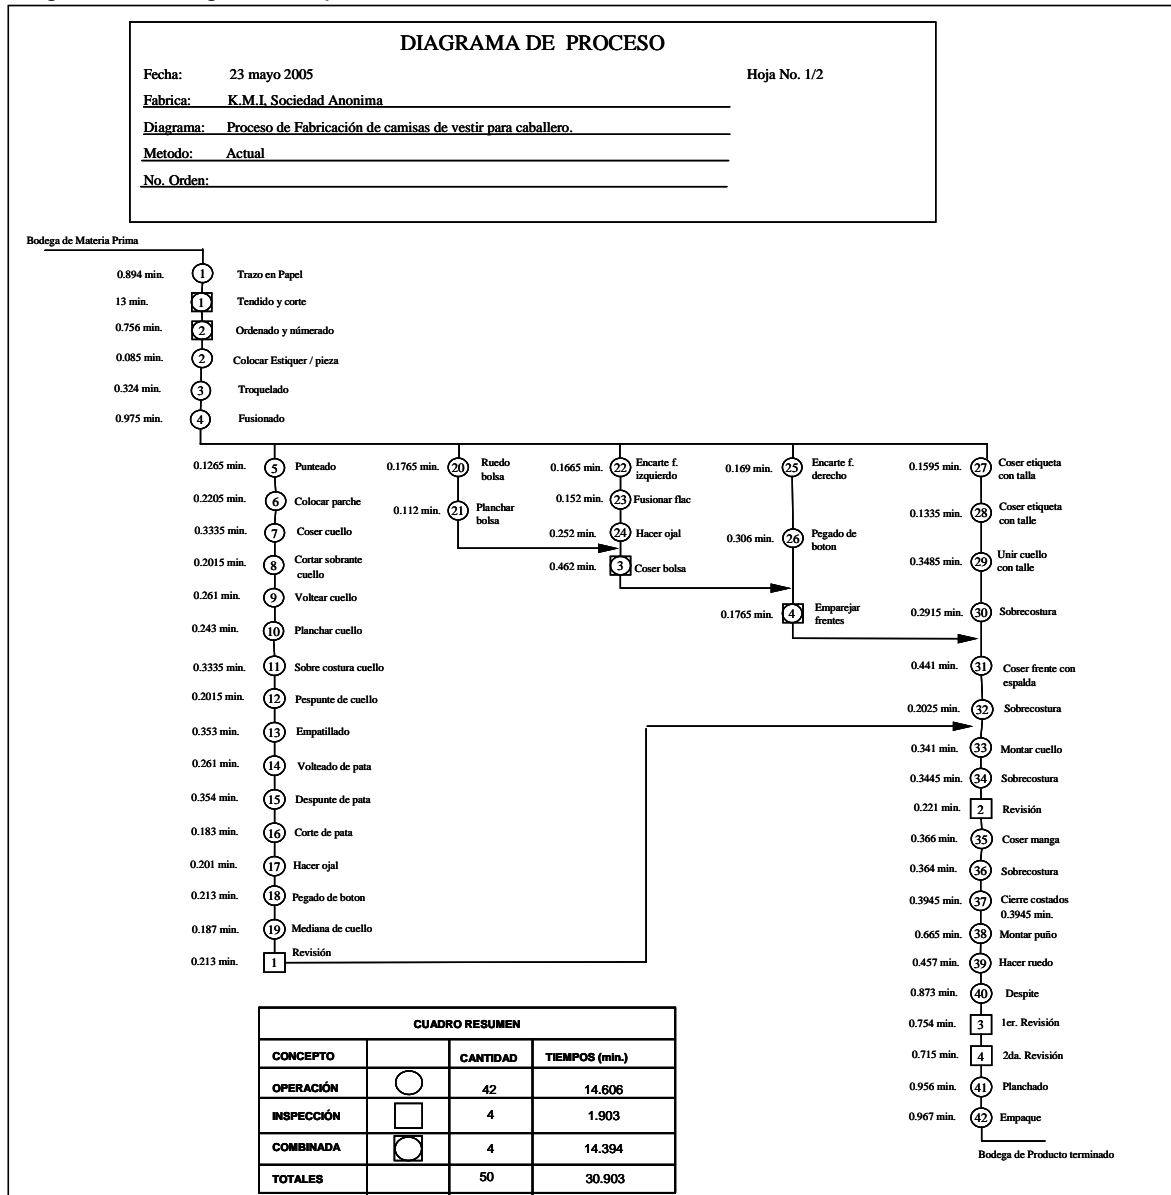 DIAGRAMA DE PROCESO
Fecha: 23 mayo 2005 Hoja No. 1/2
Fabrica: K.M.I, Sociedad Anonima
Diagrama: Proceso de Fabricación de camisas de vestir para caballero.
Metodo: Actual
No. Orden:
Bodega de Materia Prima
0.894 min. 1 Trazo en Papel
13 min. 1 Tendido y corte
0.756 min. 2 Ordenado y númerado
0.085 min. 2 Colocar Estiquer / pieza
0.324 min. 3 Troquelado
0.975 min. 4 Fusionado
0.1265 min. 5 Punteado
0.2205 min. 6 Colocar parche
0.3335 min. 7 Coser cuello
0.2015 min. 8 Cortar sobrante
cuello
0.261 min. 9 Voltear cuello
0.243 min. 10 Planchar cuello
0.3335 min. 11 Sobre costura cuello
0.2015 min. 12 Pespunte de cuello
0.353 min. 13 Empatillado
0.261 min. 14 Volteado de pata
0.354 min. 15 Despunte de pata
0.183 min. 16 Corte de pata
0.201 min. 17 Hacer ojal
0.213 min. 18 Pegado de boton
0.187 min. 19 Mediana de cuello
0.213 min. 1 Revisión
0.1765 min. 20 Ruedo
bolsa
0.112 min. 21 Planchar
bolsa
0.1665 min. 22 Encarte f.
izquierdo
0.152 min. 23 Fusionar flac
0.252 min. 24 Hacer ojal
0.462 min. 3 Coser bolsa
0.169 min. 25 Encarte f.
derecho
0.306 min. 26 Pegado de
boton
0.1765 min. 4 Emparejar
frentes
0.1595 min. 27 Coser etiqueta
con talla
0.1335 min. 28 Coser etiqueta
con talle
0.3485 min. 29 Unir cuello
con talle
0.2915 min. 30 Sobrecostura
0.441 min. 31 Coser frente con
espalda
0.2025 min. 32 Sobrecostura
0.341 min. 33 Montar cuello
0.3445 min. 34 Sobrecostura
0.221 min. 2 Revisión
0.366 min. 35 Coser manga
0.364 min. 36 Sobrecostura
0.3945 min. 37 Cierre costados
0.3945 min.
0.665 min. 38 Montar puño
0.457 min. 39 Hacer ruedo
0.873 min. 40 Despite
0.754 min. 3 1er. Revisión
0.715 min. 4 2da. Revisión
0.956 min. 41 Planchado
0.967 min. 42 Empaque
Bodega de Producto terminado
CUADRO RESUMEN
CONCEPTO CANTIDAD TIEMPOS (min.)
OPERACIÓN 42 14.606
INSPECCIÓN 4 1.903
COMBINADA 4 14.394
TOTALES 50 30.903